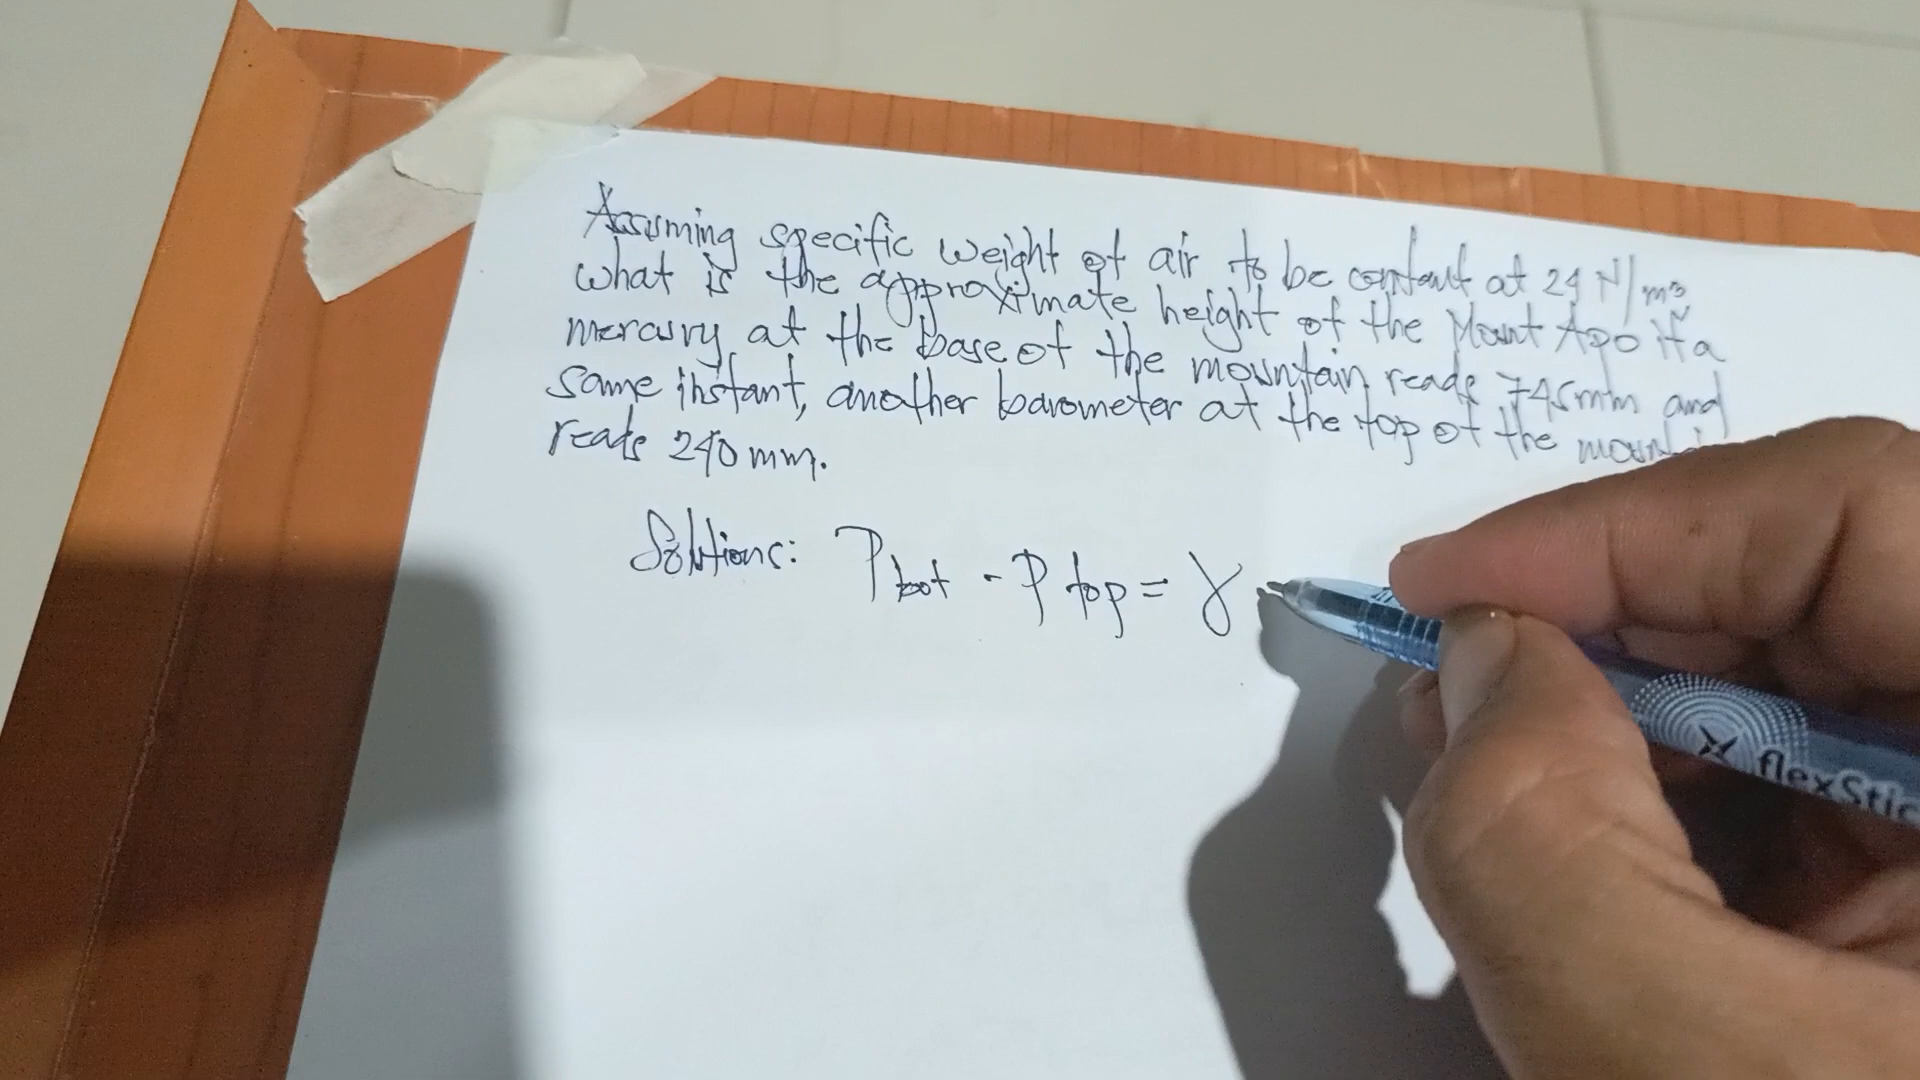 Assuming specific weight of air to be contant at 24 N/m3
what is the approximate height of the Mount Apo if a
mercury at the base of the mountain reads 745mm and
same instant, another barometer at the top of the
reads 240 mm.
Solutions: Pbot - P top = γ
flexStic